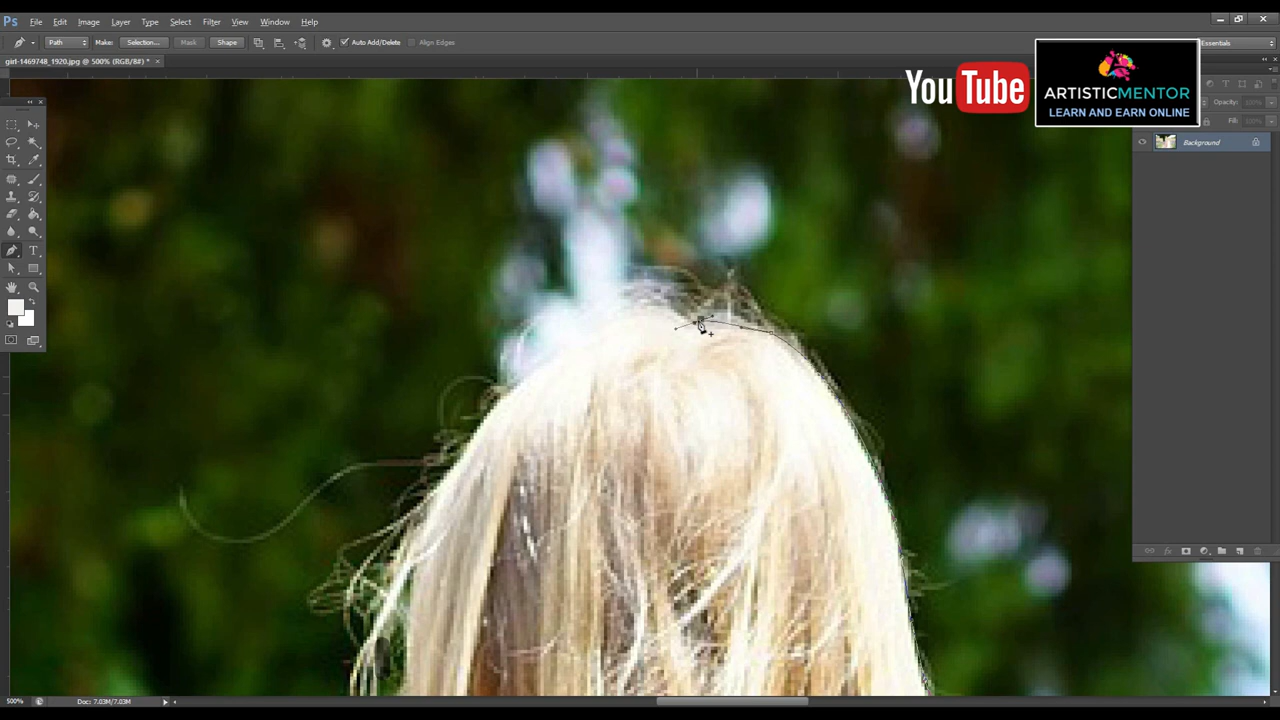 Ps File Edit Image Layer Type Select Filter View Window Help
Path Make: Selection... Mask Shape Auto Add/Delete Align Edges Essentials
girl-1469748_1920.jpg @ 500% (RGB/8#) * ×
YouTube
ARTISTICMENTOR
LEARN AND EARN ONLINE
Opacity: 100%
Fill: 100%
Background
T
500% Doc: 7.03M/7.03M